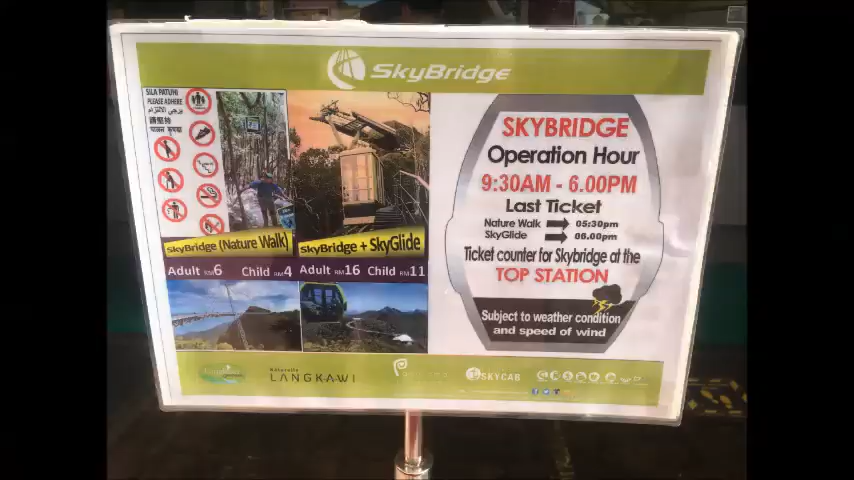 SKYBRIDGE
SILA PATUHI
PLEASE ADHERE
SkyBridge (Nature Walk)
Adult RM6 Child RM4
SkyBridge + SkyGlide
Adult RM16 Child RM11
SKYBRIDGE
Operation Hour
9:30AM - 6.00PM
Last Ticket
Nature Walk 05:30pm
SkyGlide 06.00pm
Ticket counter for Skybridge at the
TOP STATION
Subject to weather condition
and speed of wind
Naturally
LANGKAWI
SKYCAB